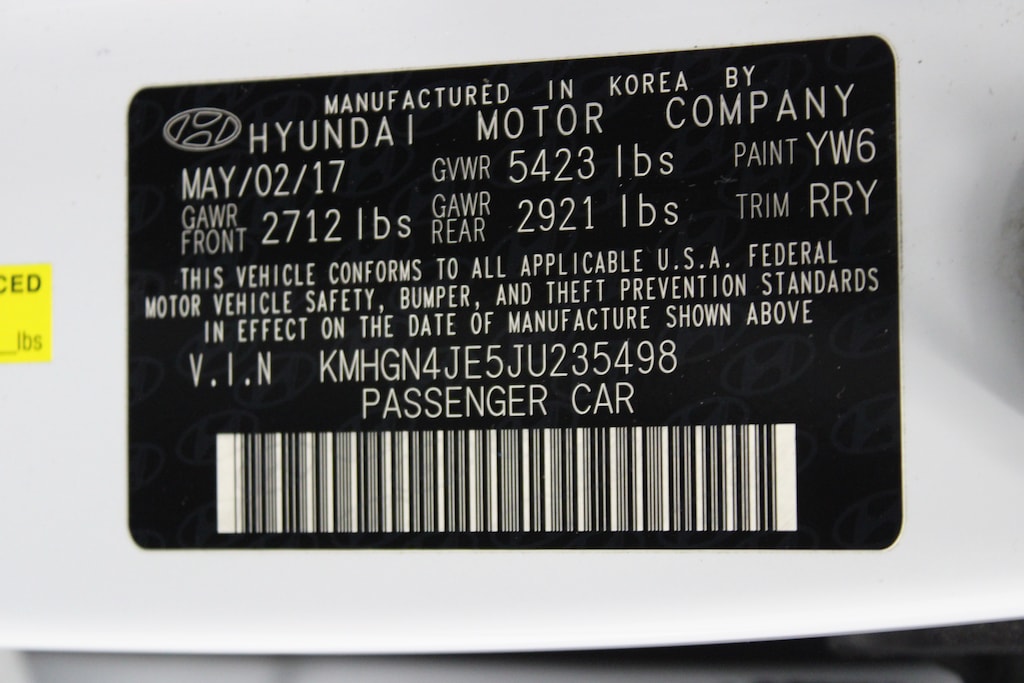 MANUFACTURED IN KOREA BY
HYUNDAI MOTOR COMPANY
MAY/02/17 GVWR 5423 lbs PAINT YW6
GAWR FRONT 2712 lbs GAWR REAR 2921 lbs TRIM RRY
THIS VEHICLE CONFORMS TO ALL APPLICABLE U.S.A. FEDERAL
MOTOR VEHICLE SAFETY, BUMPER, AND THEFT PREVENTION STANDARDS
IN EFFECT ON THE DATE OF MANUFACTURE SHOWN ABOVE
V.I.N KMHGN4JE5JU235498
PASSENGER CAR
CED
__lbs